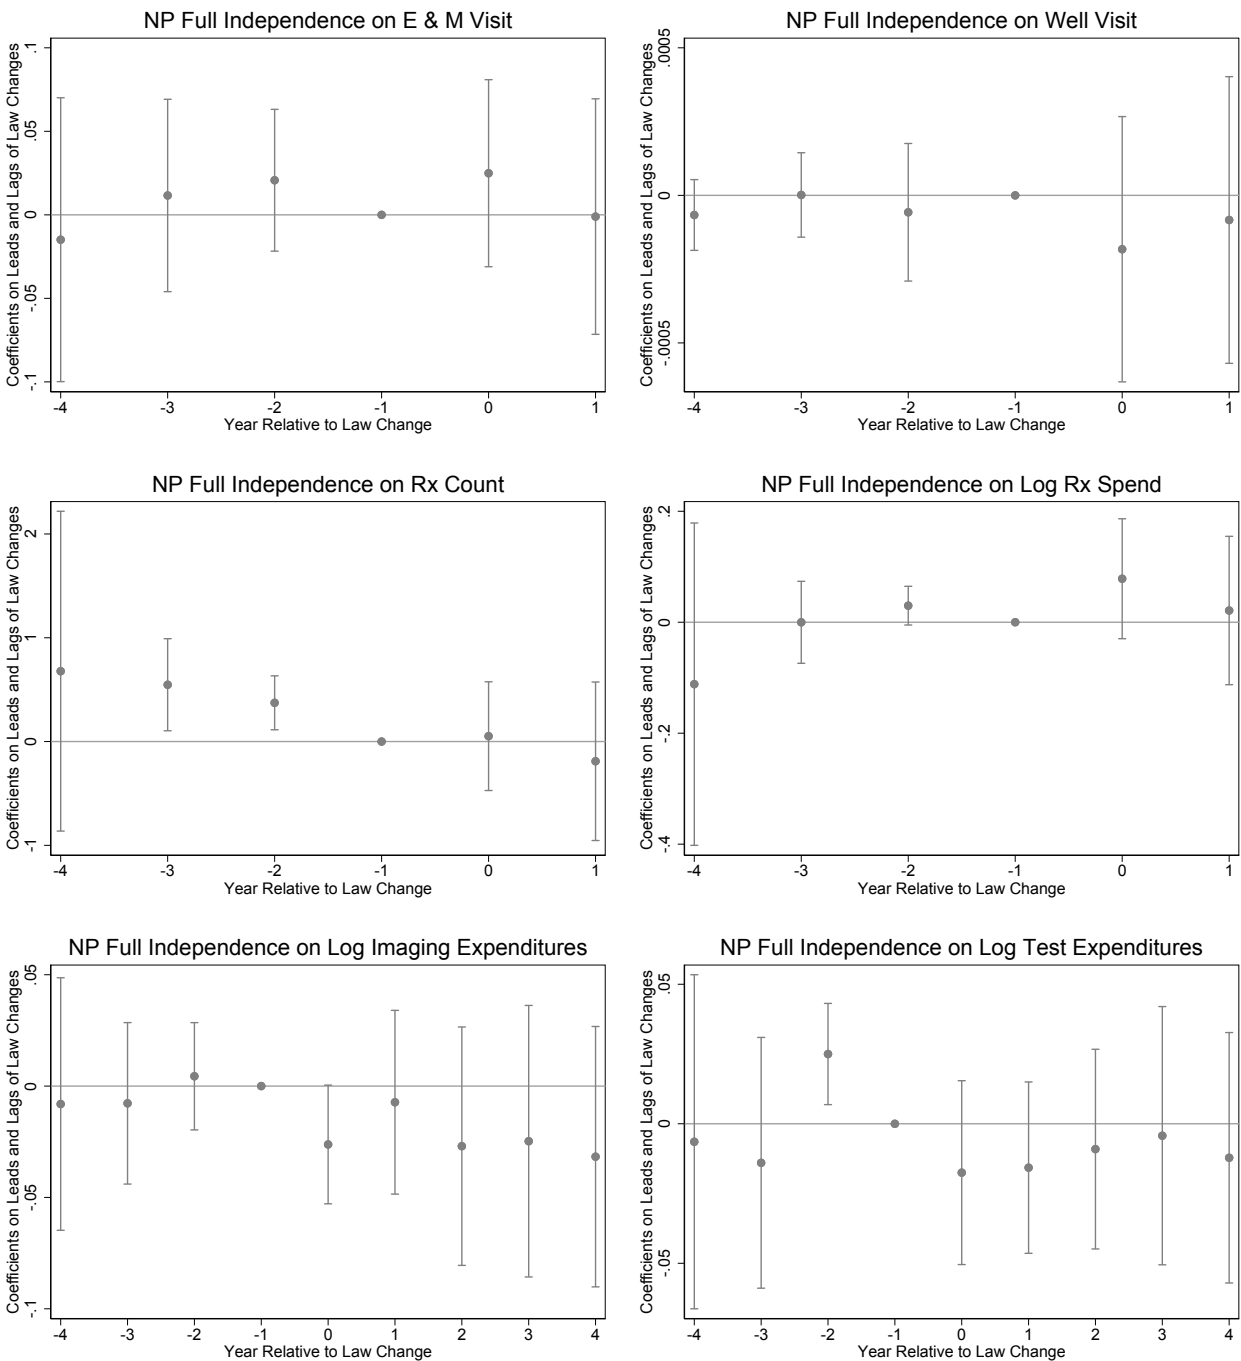 NP Full Independence on E & M Visit
Coefficients on Leads and Lags of Law Changes
.1
.05
0
-.05
-.1
-4 -3 -2 -1 0 1
Year Relative to Law Change
NP Full Independence on Well Visit
Coefficients on Leads and Lags of Law Changes
.0005
0
-.0005
-4 -3 -2 -1 0 1
Year Relative to Law Change
NP Full Independence on Rx Count
Coefficients on Leads and Lags of Law Changes
2
1
0
-1
-4 -3 -2 -1 0 1
Year Relative to Law Change
NP Full Independence on Log Rx Spend
Coefficients on Leads and Lags of Law Changes
.2
0
-.2
-.4
-4 -3 -2 -1 0 1
Year Relative to Law Change
NP Full Independence on Log Imaging Expenditures
Coefficients on Leads and Lags of Law Changes
.05
0
-.05
-.1
-4 -3 -2 -1 0 1 2 3 4
Year Relative to Law Change
NP Full Independence on Log Test Expenditures
Coefficients on Leads and Lags of Law Changes
.05
0
-.05
-4 -3 -2 -1 0 1 2 3 4
Year Relative to Law Change